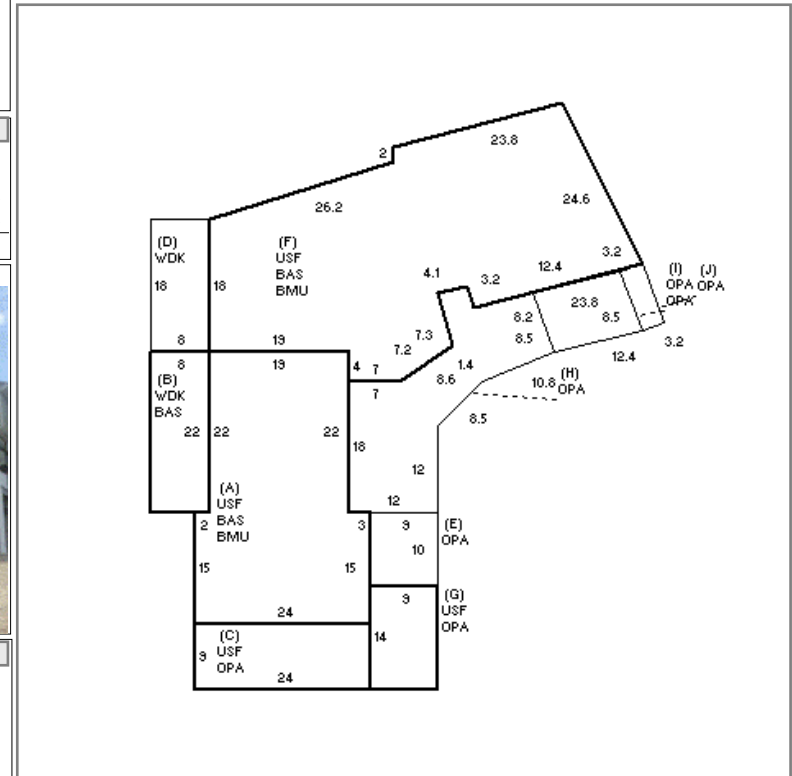 2
23.8
26.2
24.6
(D)
WDK
18
18
(F)
USF
BAS
BMU
4.1
3.2
12.4
3.2
(I)
OPA
OPA
(J)
OPA
23.8
8.2
8.5
8.5
7.3
7.2
8
19
8
19
4
7
7
1.4
8.6
3.2
12.4
10.8
(H)
OPA
8.5
(B)
WDK
BAS
22
22
22
18
12
12
(A)
USF
BAS
BMU
2
3
9
10
(E)
OPA
15
15
9
(G)
USF
OPA
24
14
(C)
USF
OPA
9
24